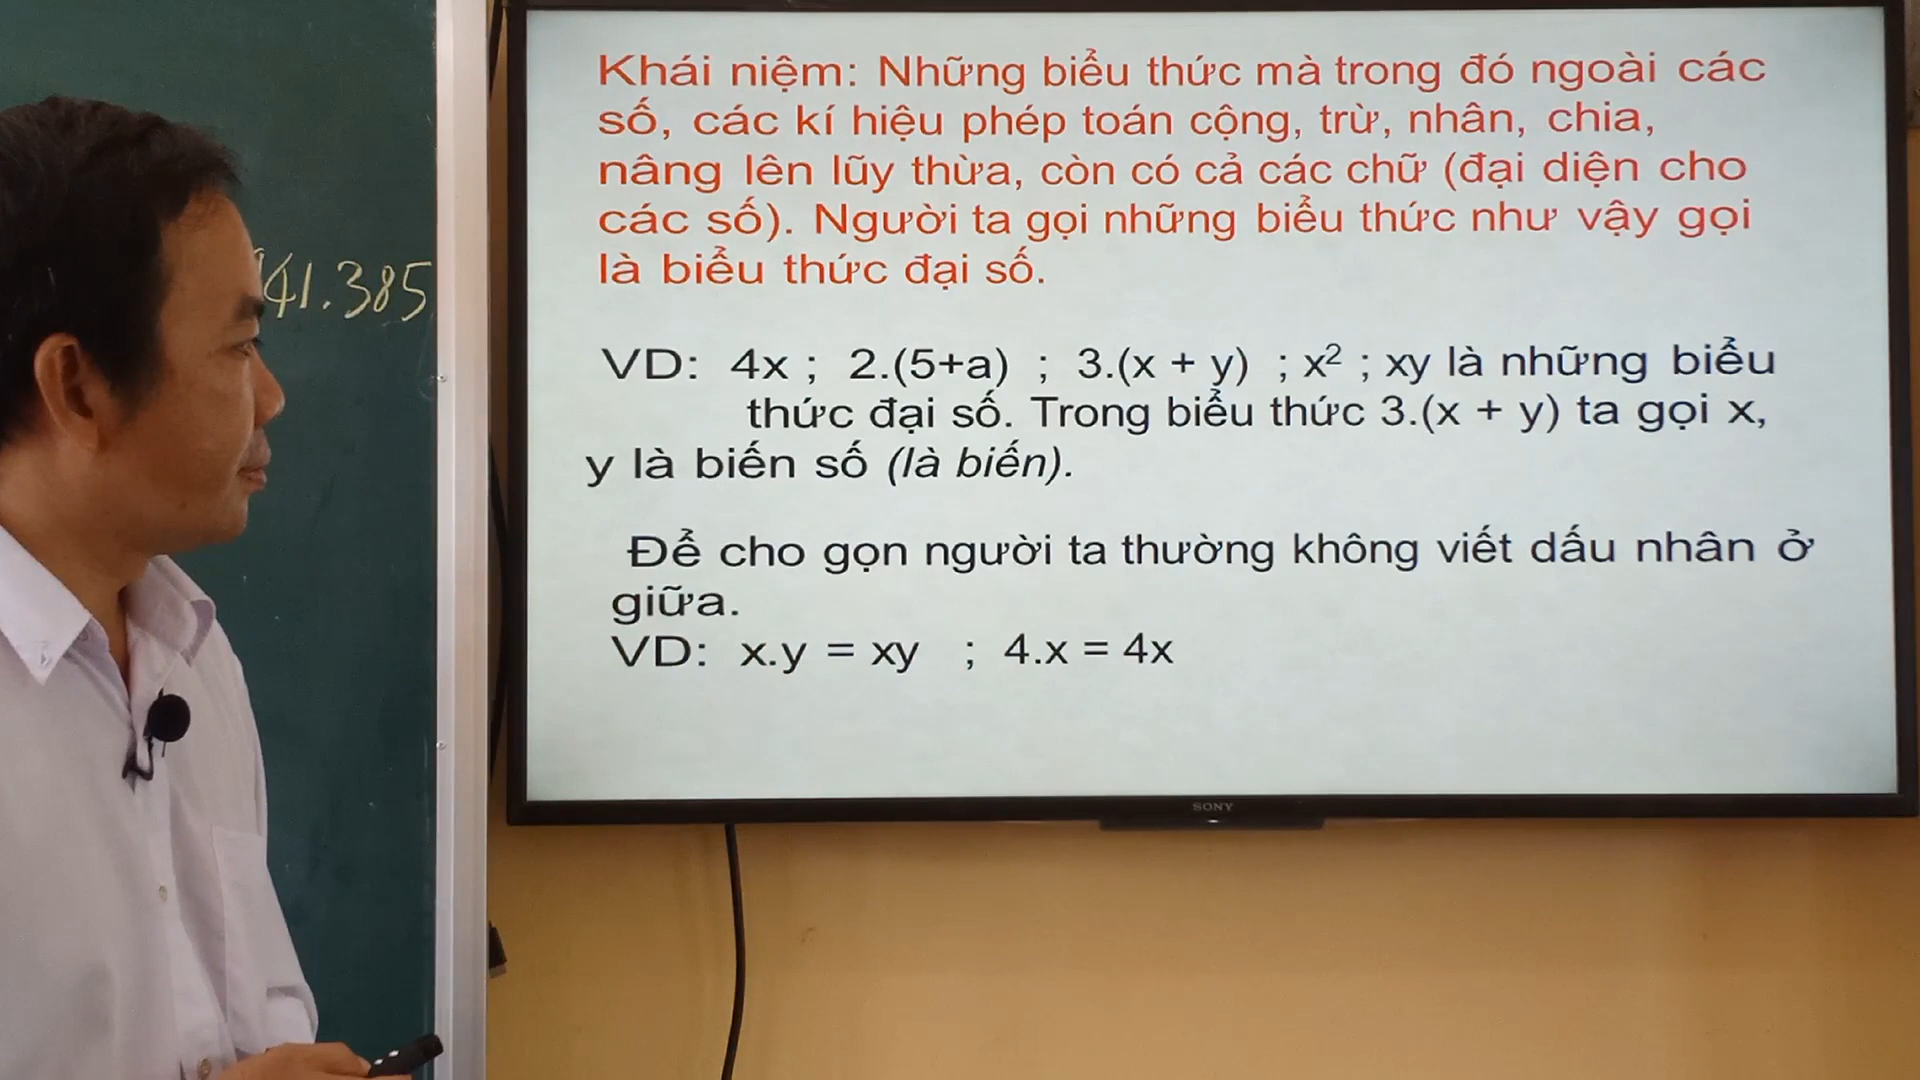 41.385
Khái niệm: Những biểu thức mà trong đó ngoài các
số, các kí hiệu phép toán cộng, trừ, nhân, chia,
nâng lên lũy thừa, còn có cả các chữ (đại diện cho
các số). Người ta gọi những biểu thức như vậy gọi
là biểu thức đại số.
VD: 4x ; 2.(5+a) ; 3.(x + y) ; x² ; xy là những biểu
thức đại số. Trong biểu thức 3.(x + y) ta gọi x,
y là biến số (là biến).
Để cho gọn người ta thường không viết dấu nhân ở
giữa.
VD: x.y = xy ; 4.x = 4x
SONY